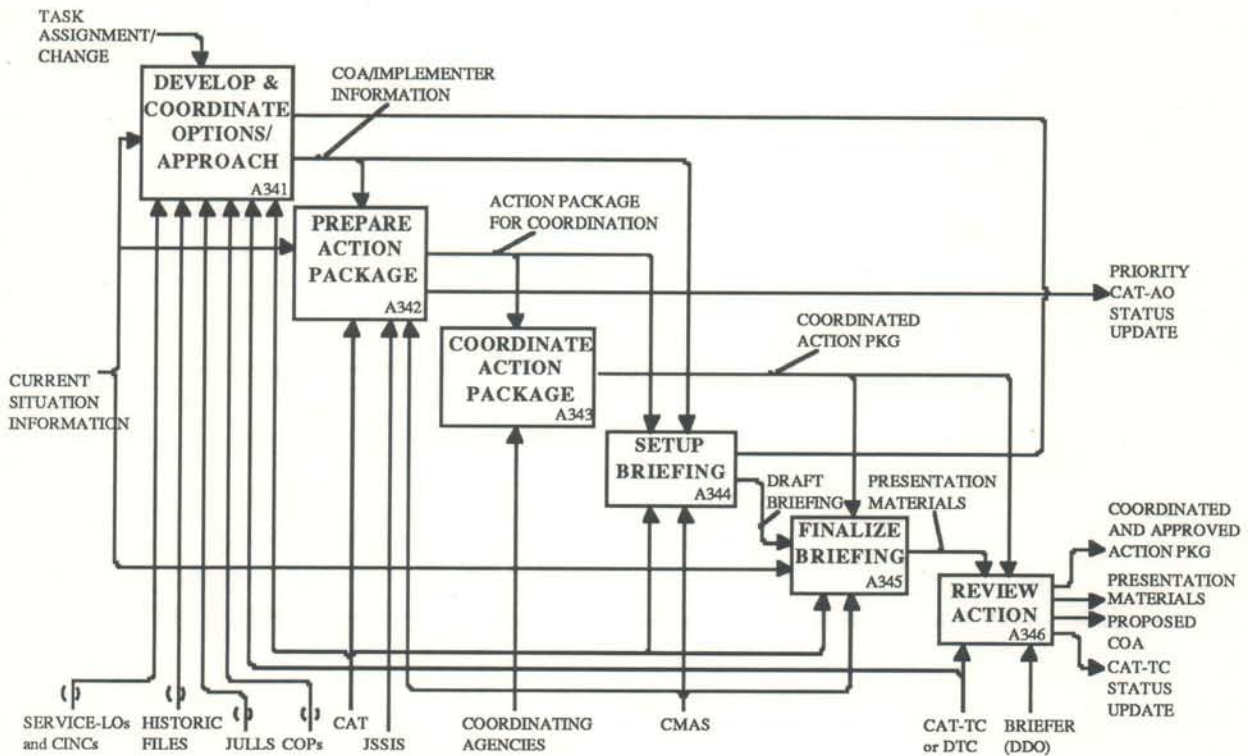 TASK
ASSIGNMENT/
CHANGE
DEVELOP &
COORDINATE
OPTIONS/
APPROACH
A341
COA/IMPLEMENTER
INFORMATION
PREPARE
ACTION
PACKAGE
A342
ACTION PACKAGE
FOR COORDINATION
PRIORITY
CAT-AO
STATUS
UPDATE
COORDINATE
ACTION
PACKAGE
A343
COORDINATED
ACTION PKG
CURRENT
SITUATION
INFORMATION
SETUP
BRIEFING
A344
DRAFT
BRIEFING
PRESENTATION
MATERIALS
FINALIZE
BRIEFING
A345
REVIEW
ACTION
A346
COORDINATED
AND APPROVED
ACTION PKG
PRESENTATION
MATERIALS
PROPOSED
COA
CAT-TC
STATUS
UPDATE
SERVICE-LOs
and CINCs
HISTORIC
FILES
JULLS
COPs
CAT
JSSIS
COORDINATING
AGENCIES
CMAS
CAT-TC
or DTC
BRIEFER
(DDO)